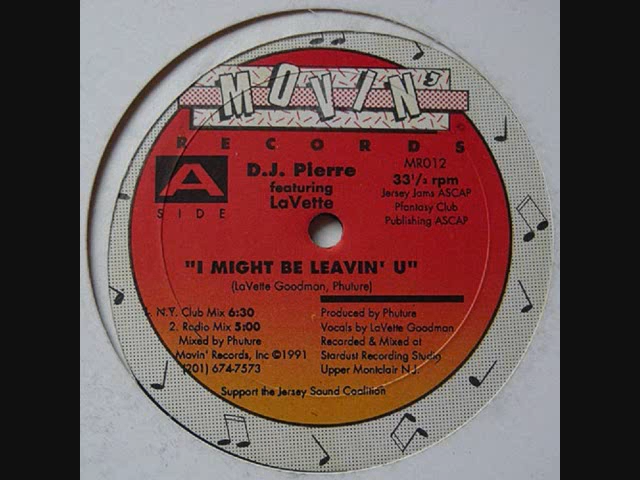 MOVIN'
RECORDS
D.J. Pierre
featuring
LaVette
A
SIDE
MR012
33 1/3 rpm
Jersey Jams ASCAP
Pfantasy Club
Publishing ASCAP
"I MIGHT BE LEAVIN' U"
(LaVette Goodman, Phuture)
1. N.Y. Club Mix 6:30
2. Radio Mix 5:00
Mixed by Phuture
Movin' Records, Inc ©1991
(201) 674-7573
Produced by Phuture
Vocals by LaVette Goodman
Recorded & Mixed at
Stardust Recording Studio
Upper Montclair N.J.
Support the Jersey Sound Coalition